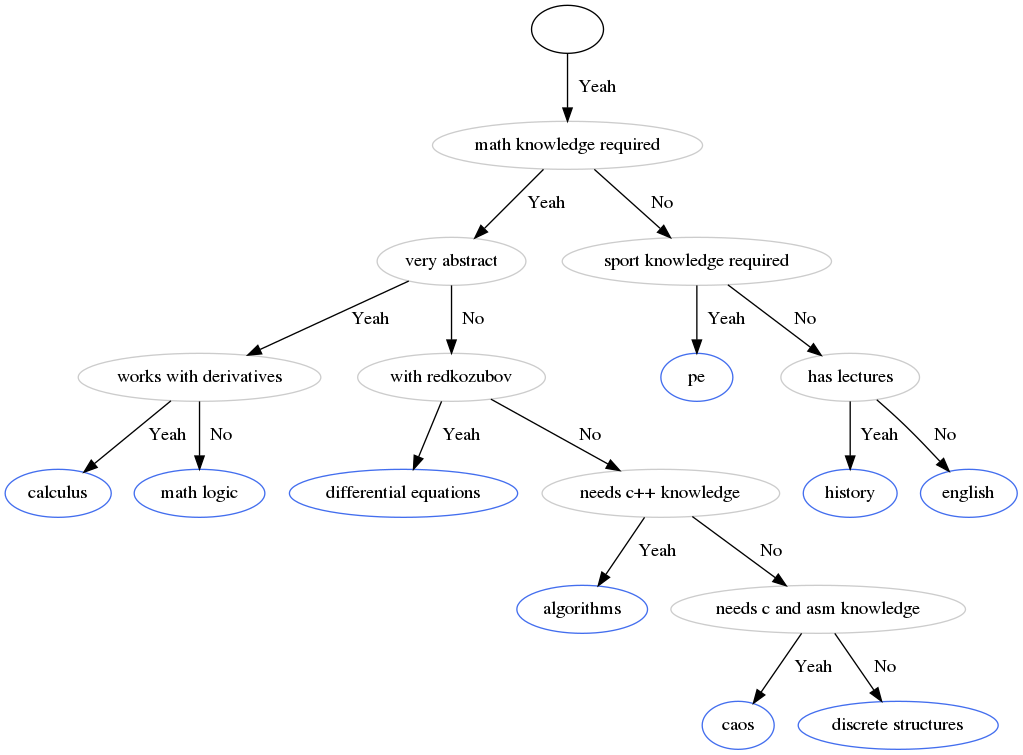 Yeah
math knowledge required
Yeah
No
very abstract
sport knowledge required
Yeah
No
Yeah
No
works with derivatives
with redkozubov
pe
has lectures
Yeah
No
Yeah
No
Yeah
No
calculus
math logic
differential equations
needs c++ knowledge
history
english
Yeah
No
algorithms
needs c and asm knowledge
Yeah
No
caos
discrete structures